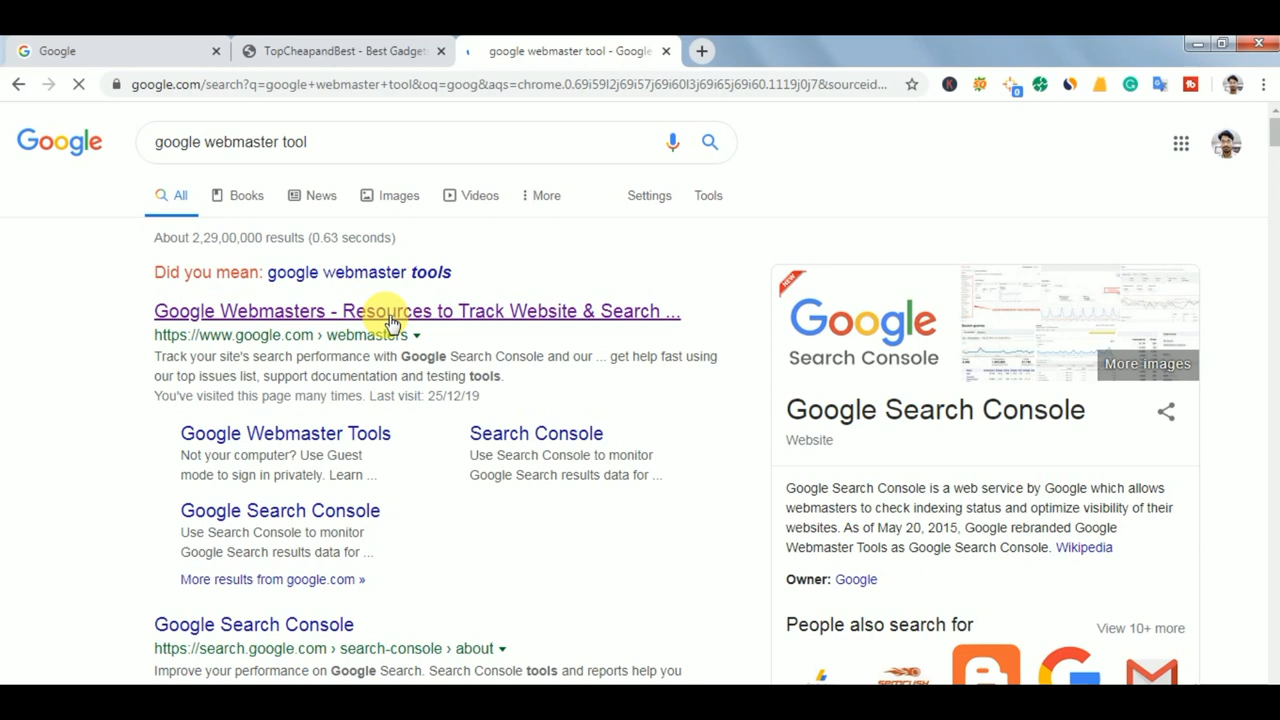 Google
TopCheapandBest - Best Gadgets
google webmaster tool - Google
google.com/search?q=google+webmaster+tool&oq=goog&aqs=chrome.0.69i59l2j69i57j69i60l3j69i65j69i60.1119j0j7&sourceid...
0
Google
google webmaster tool
All
Books
News
Images
Videos
More
Settings
Tools
About 2,29,00,000 results (0.63 seconds)
Did you mean: google webmaster tools
Google Webmasters - Resources to Track Website & Search ...
https://www.google.com › webmasters
Track your site's search performance with Google Search Console and our ... get help fast using
our top issues list, support documentation and testing tools.
You've visited this page many times. Last visit: 25/12/19
Google Webmaster Tools
Not your computer? Use Guest
mode to sign in privately. Learn ...
Search Console
Use Search Console to monitor
Google Search results data for ...
Google Search Console
Use Search Console to monitor
Google Search results data for ...
More results from google.com »
Google Search Console
https://search.google.com › search-console › about
Improve your performance on Google Search. Search Console tools and reports help you
NEW
Google
Search Console
More images
Google Search Console
Website
Google Search Console is a web service by Google which allows
webmasters to check indexing status and optimize visibility of their
websites. As of May 20, 2015, Google rebranded Google
Webmaster Tools as Google Search Console. Wikipedia
Owner: Google
People also search for
View 10+ more